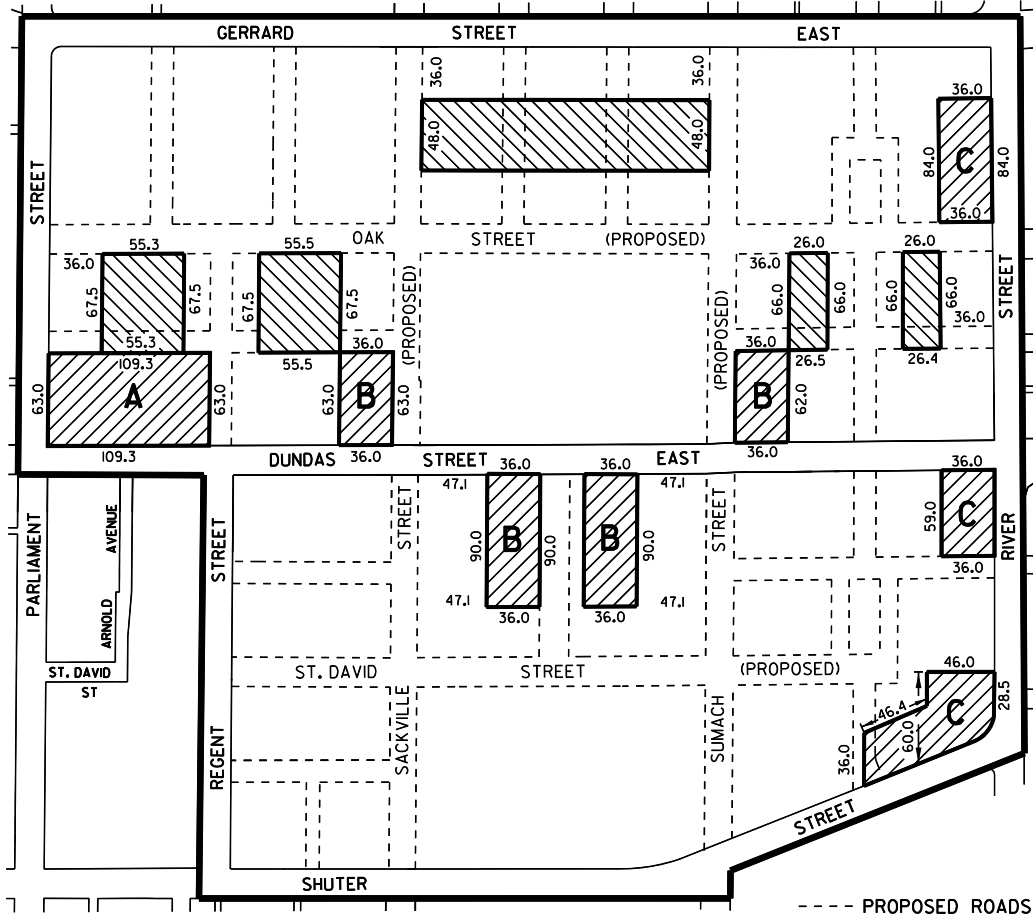 GERRARD STREET EAST
36.0 36.0 36.0
48.0 48.0
84.0 C 84.0
36.0
STREET
OAK STREET (PROPOSED)
55.3 55.5 26.0 26.0
36.0 36.0
67.5 67.5 67.5 67.5 66.0 66.0 66.0 66.0
(PROPOSED) (PROPOSED)
STREET
36.0
55.3 36.0 36.0
109.3 55.5 26.5 26.4
63.0 A 63.0 63.0 B 63.0 B 62.0
109.3 36.0 36.0
DUNDAS STREET EAST
36.0 36.0 36.0
47.1 47.1
STREET STREET STREET
90.0 B 90.0 B 90.0
59.0 C
36.0
RIVER
47.1 47.1
36.0 36.0
PARLIAMENT
AVENUE
ARNOLD
ST. DAVID
ST
ST. DAVID STREET (PROPOSED)
46.0
46.4 C 28.5
60.0
36.0
REGENT SACKVILLE SUMACH
STREET
SHUTER
PROPOSED ROADS